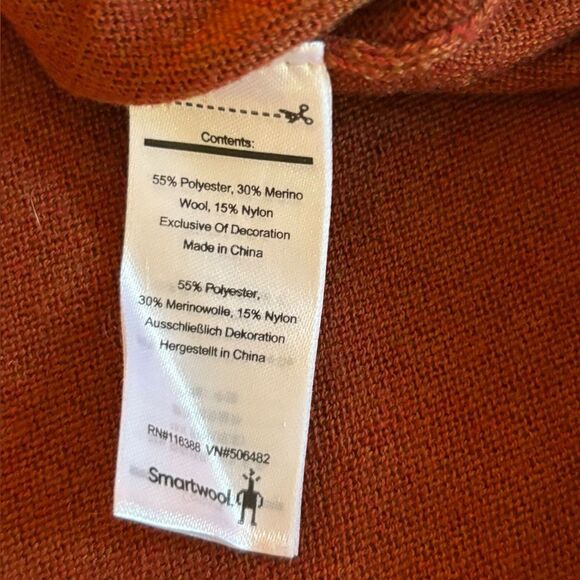 Contents:
55% Polyester, 30% Merino
Wool, 15% Nylon
Exclusive Of Decoration
Made in China
55% Polyester,
30% Merinowolle, 15% Nylon
Ausschließlich Dekoration
Hergestellt in China
RN#116388 VN#506482
Smartwool